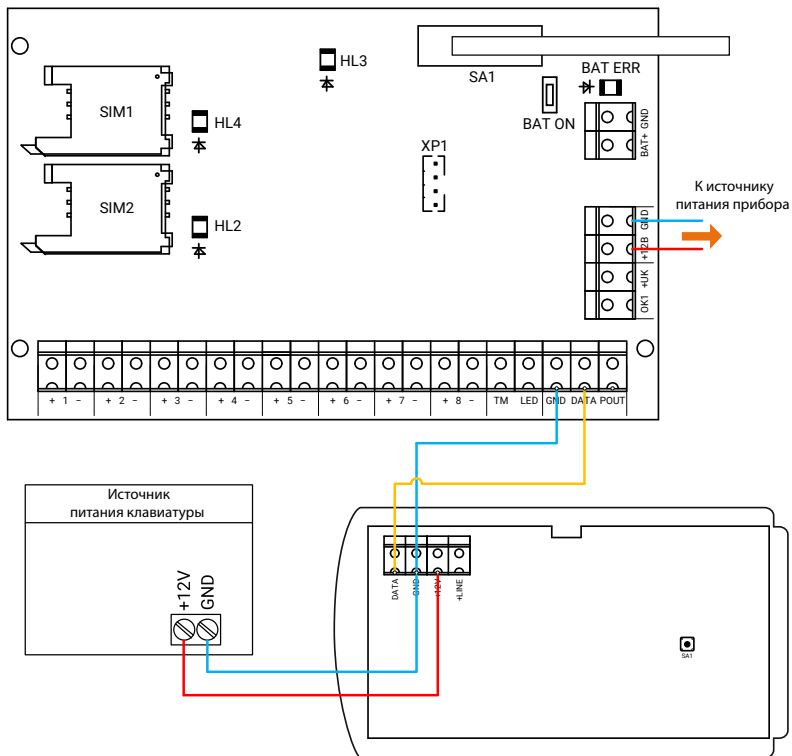 SIM1
HL4
SIM2
HL2
HL3
XP1
SA1
BAT ERR
BAT ON
BAT+ GND
К источнику
питания прибора
OK1 +UK +12B GND
+ 1 - + 2 - + 3 - + 4 - + 5 - + 6 - + 7 - + 8 - TM LED GND DATA POUT
Источник
питания клавиатуры
+12V GND
DATA GND +12V +LINE
SA1